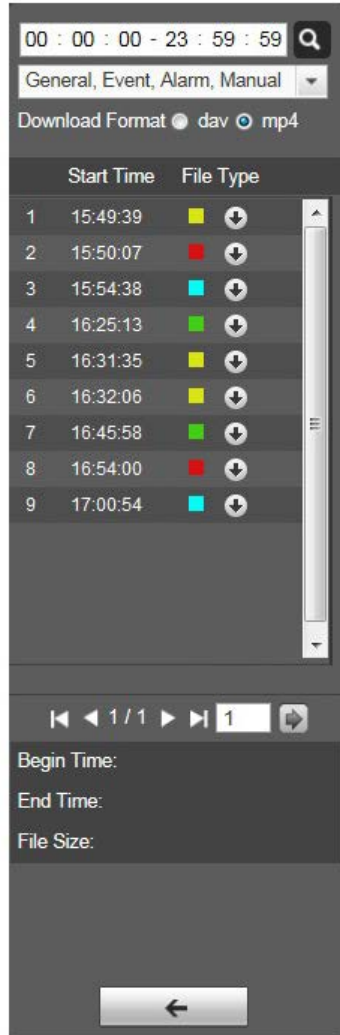 00 : 00 : 00 - 23 : 59 : 59
General, Event, Alarm, Manual
Download Format dav mp4
Start Time File Type
1 15:49:39
2 15:50:07
3 15:54:38
4 16:25:13
5 16:31:35
6 16:32:06
7 16:45:58
8 16:54:00
9 17:00:54
1 / 1 1
Begin Time:
End Time:
File Size: